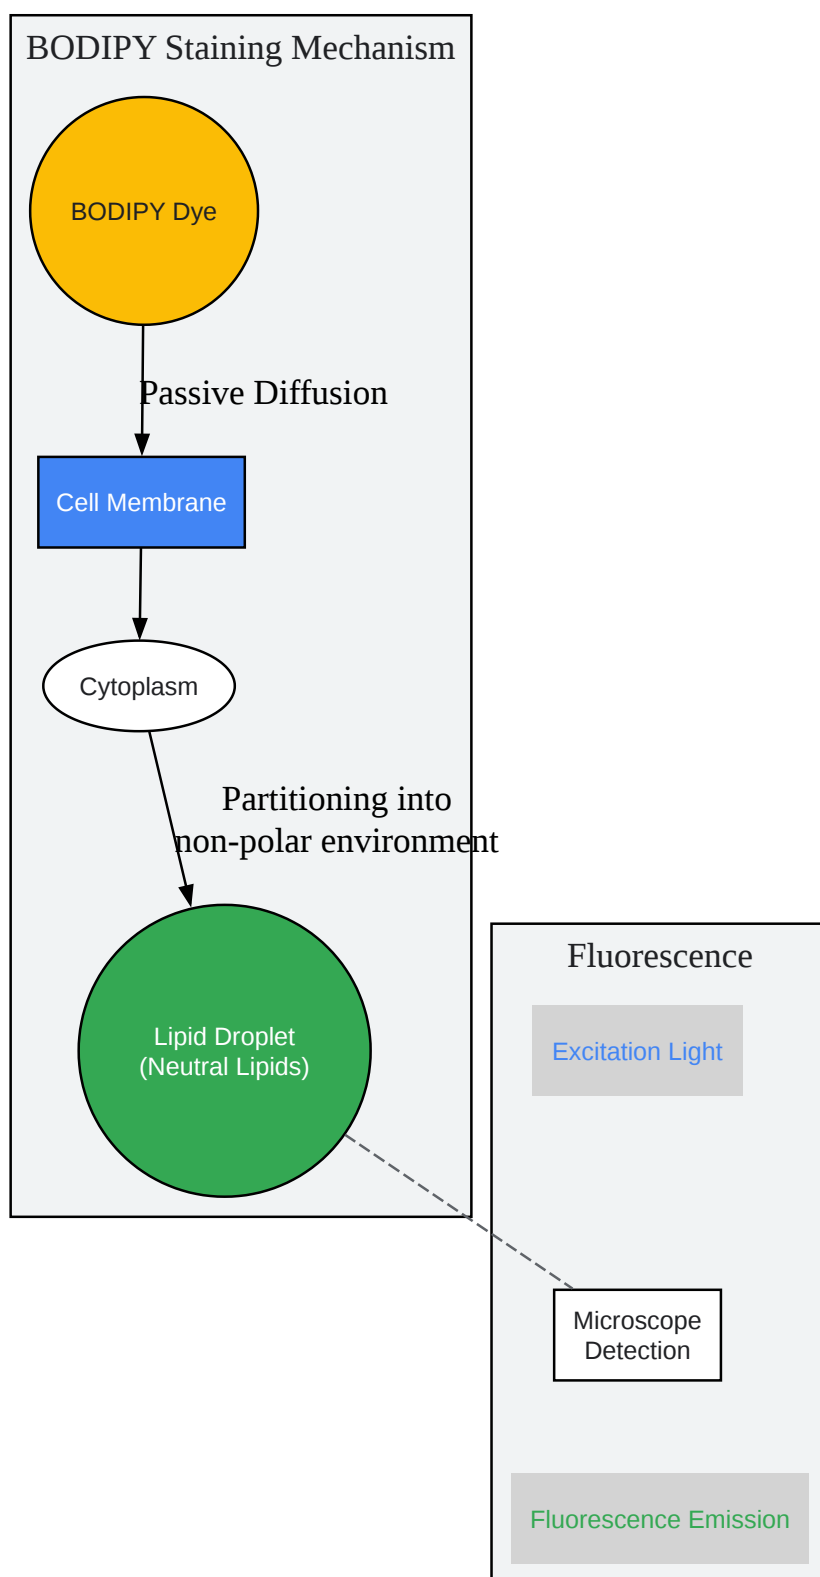 BODIPY Staining Mechanism
BODIPY Dye
Passive Diffusion
Cell Membrane
Cytoplasm
Partitioning into
non-polar environment
Lipid Droplet
(Neutral Lipids)
Fluorescence
Excitation Light
Microscope
Detection
Fluorescence Emission